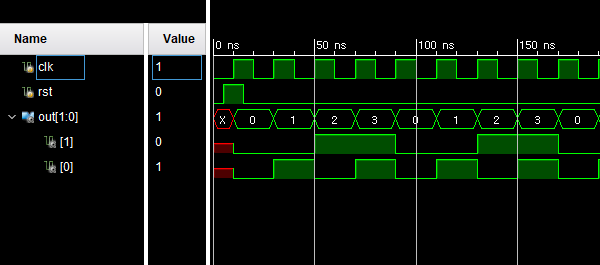 Name Value
0 ns 50 ns 100 ns 150 ns
clk 1
rst 0
out[1:0] 1 X 0 1 2 3 0 1 2 3 0
[1] 0
[0] 1